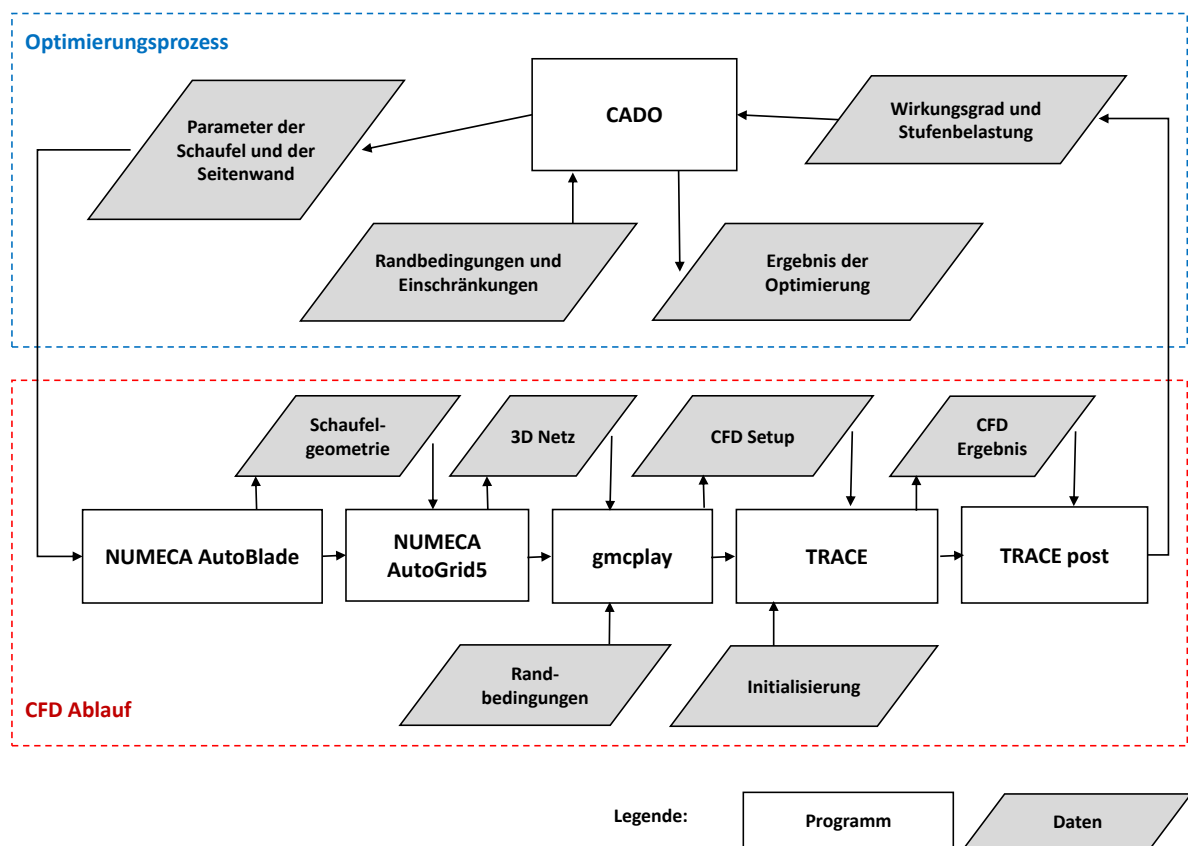 Optimierungsprozess
Parameter der
Schaufel und der
Seitenwand
CADO
Wirkungsgrad und
Stufenbelastung
Randbedingungen und
Einschränkungen
Ergebnis der
Optimierung
Schaufel-
geometrie
3D Netz
CFD Setup
CFD
Ergebnis
NUMECA AutoBlade
NUMECA
AutoGrid5
gmcplay
TRACE
TRACE post
Rand-
bedingungen
Initialisierung
CFD Ablauf
Legende:
Programm
Daten